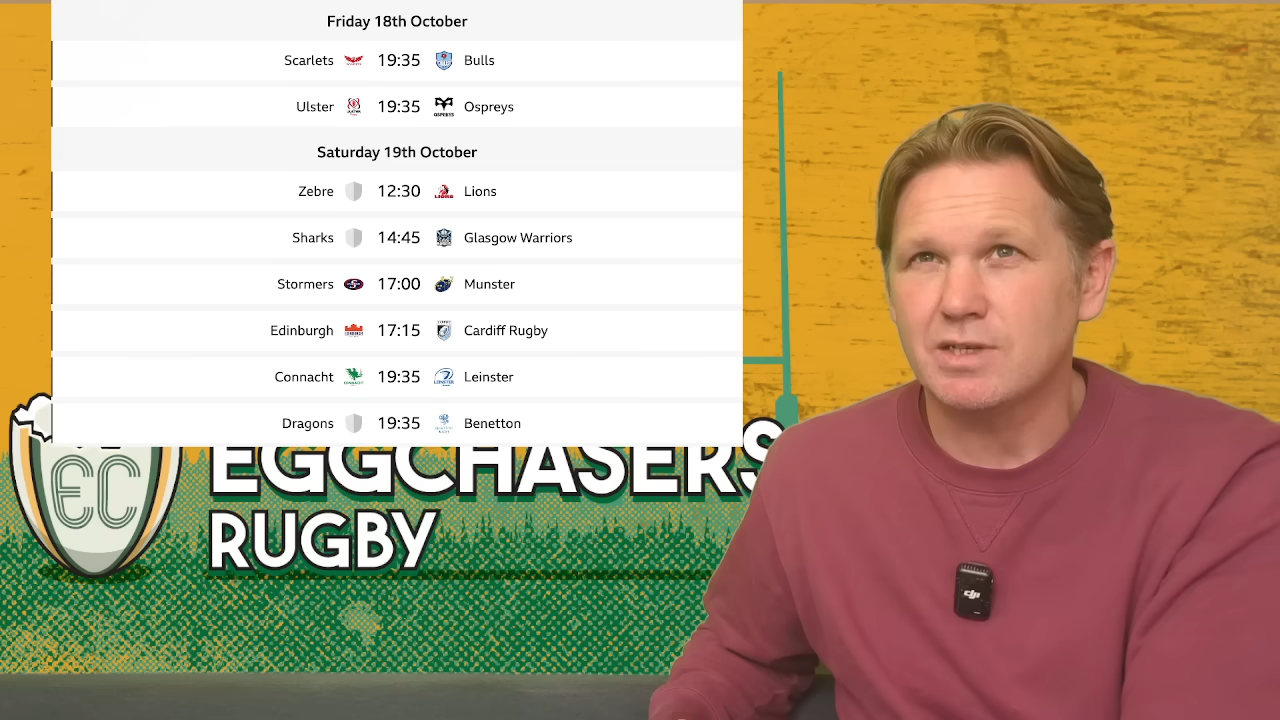 Friday 18th October
Scarlets 19:35 Bulls
Ulster 19:35 Ospreys
Saturday 19th October
Zebre 12:30 Lions
Sharks 14:45 Glasgow Warriors
Stormers 17:00 Munster
Edinburgh 17:15 Cardiff Rugby
Connacht 19:35 Leinster
Dragons 19:35 Benetton
EC
EGGCHASERS
RUGBY
dji